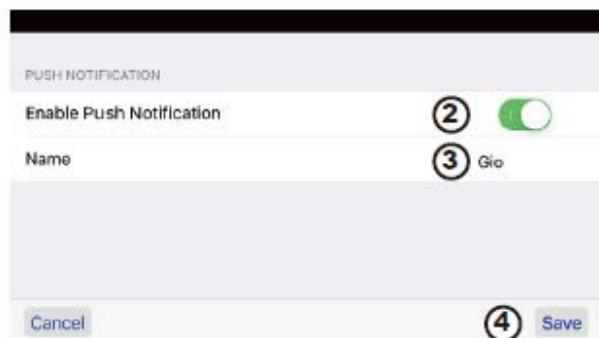 PUSH NOTIFICATION
Enable Push Notification ②
Name ③ Gio
Cancel ④ Save